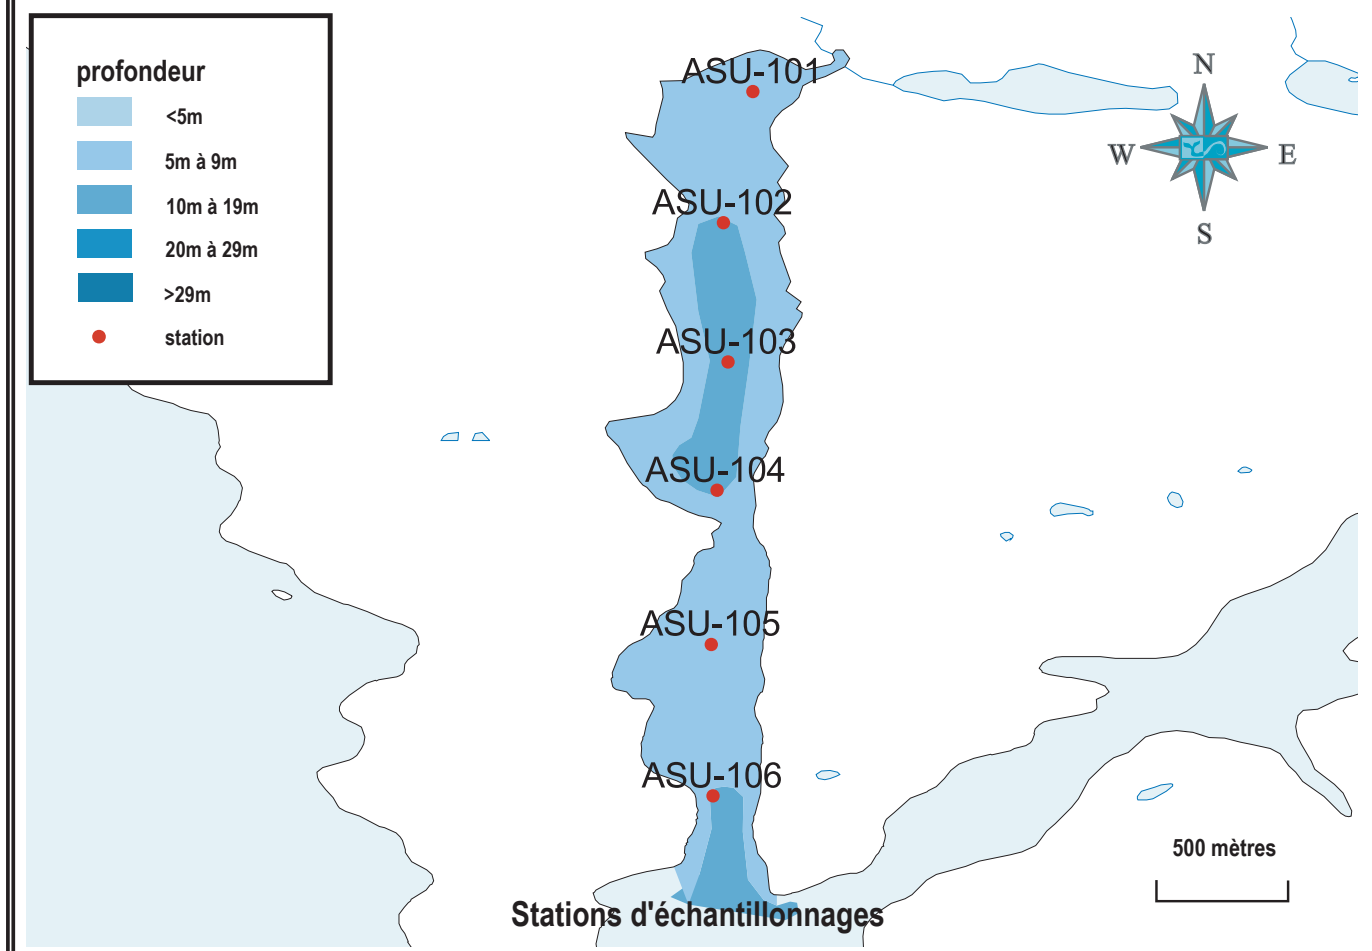 profondeur
<5m
5m à 9m
10m à 19m
20m à 29m
>29m
station
ASU-101
ASU-102
ASU-103
ASU-104
ASU-105
ASU-106
N
W
E
S
500 mètres
Stations d'échantillonnages